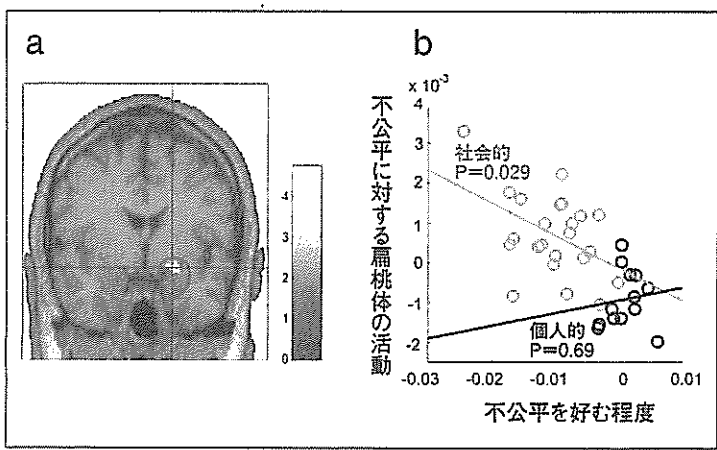 a
4
3
2
1
0
b
x 10⁻³
不公平に対する扁桃体の活動
4
3
2
1
0
-1
-2
社会的
P=0.029
個人的
P=0.69
-0.03
-0.02
-0.01
0
0.01
不公平を好む程度